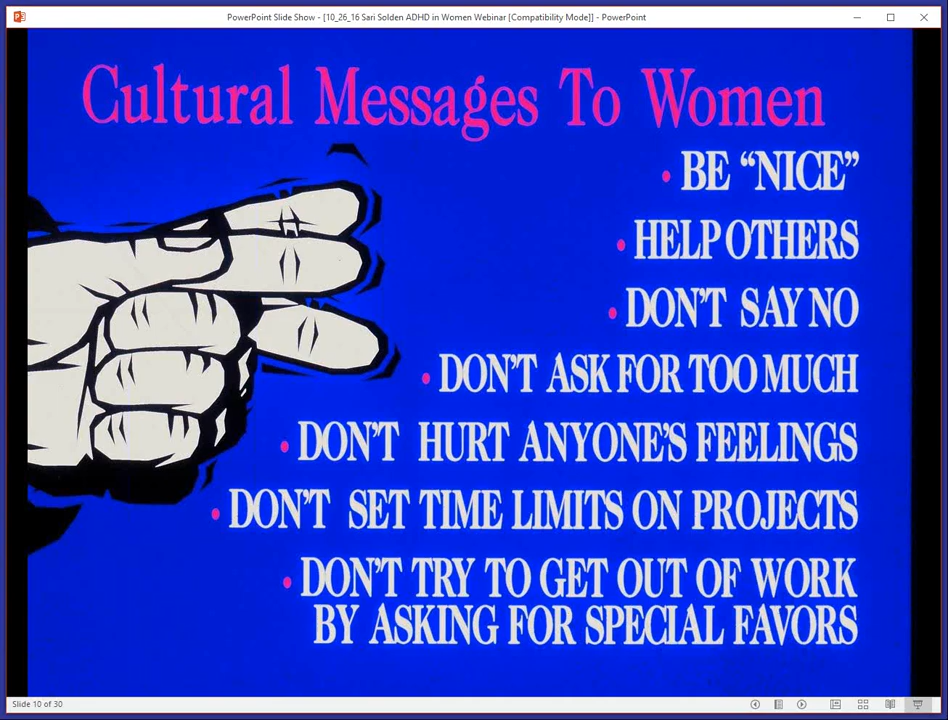 PowerPoint Slide Show - [10_26_16 Sari Solden ADHD in Women Webinar [Compatibility Mode]] - PowerPoint
Cultural Messages To Women
• BE “NICE”
• HELP OTHERS
• DON’T SAY NO
• DON’T ASK FOR TOO MUCH
• DON’T HURT ANYONE’S FEELINGS
• DON’T SET TIME LIMITS ON PROJECTS
• DON’T TRY TO GET OUT OF WORK
BY ASKING FOR SPECIAL FAVORS
Slide 10 of 30